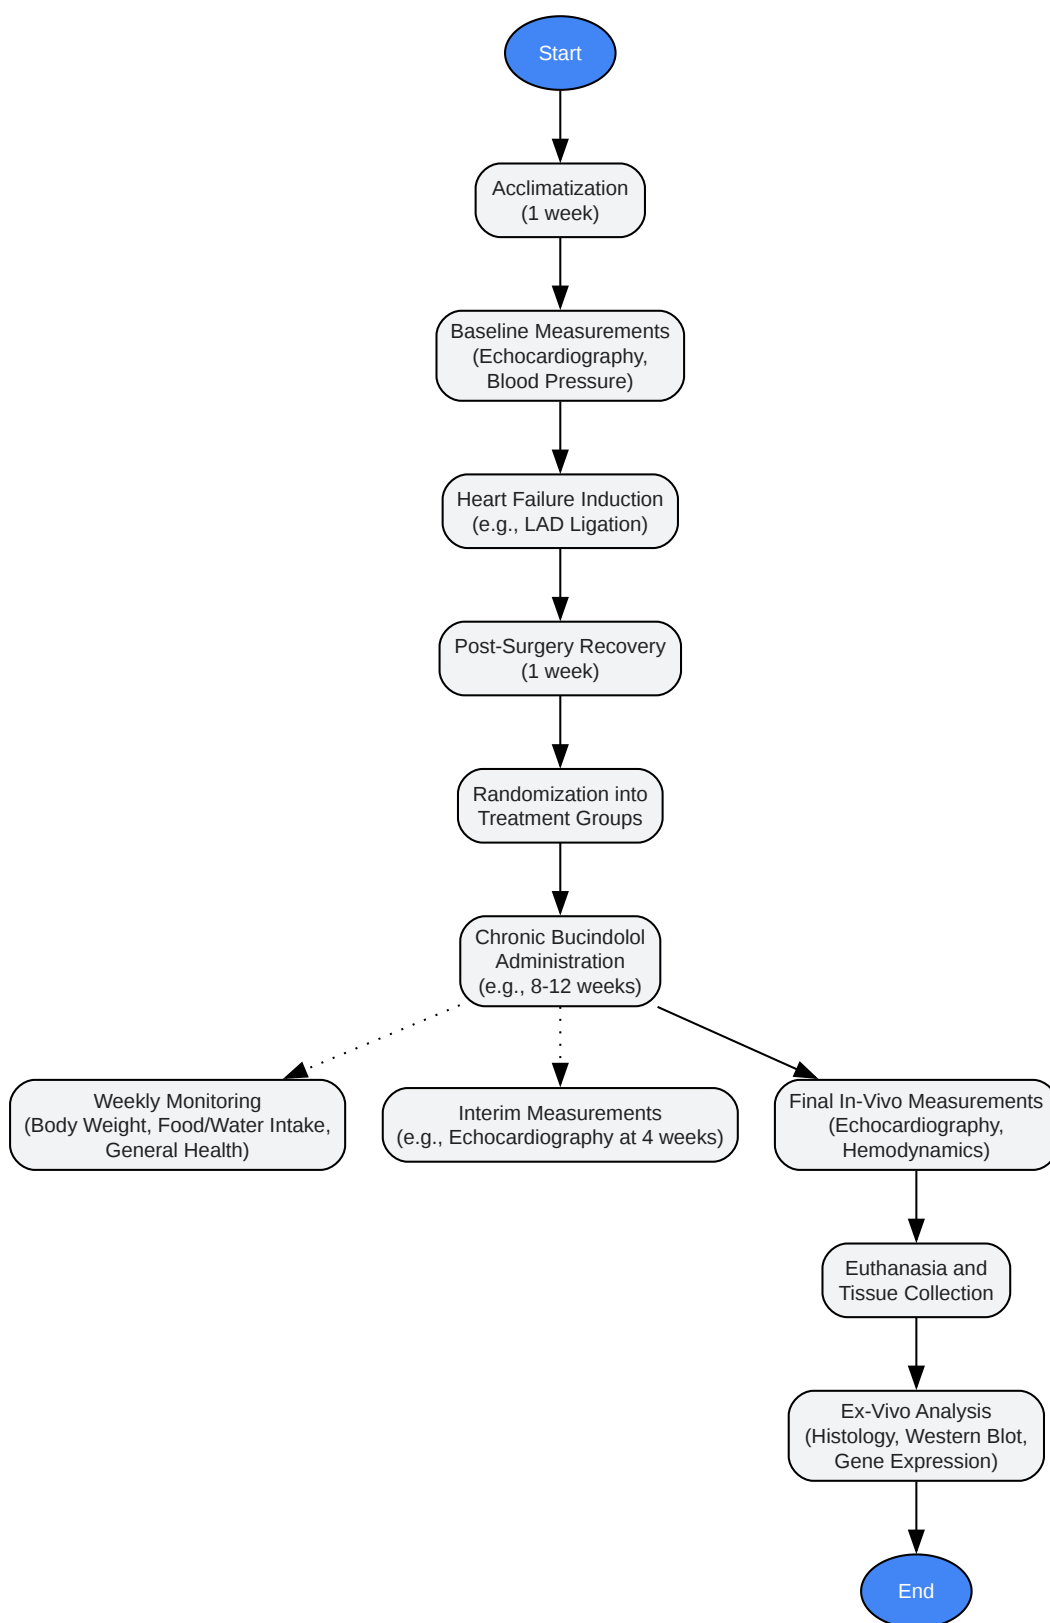 Start
Acclimatization
(1 week)
Baseline Measurements
(Echocardiography,
Blood Pressure)
Heart Failure Induction
(e.g., LAD Ligation)
Post-Surgery Recovery
(1 week)
Randomization into
Treatment Groups
Chronic Bucindolol
Administration
(e.g., 8-12 weeks)
Weekly Monitoring
(Body Weight, Food/Water Intake,
General Health)
Interim Measurements
(e.g., Echocardiography at 4 weeks)
Final In-Vivo Measurements
(Echocardiography,
Hemodynamics)
Euthanasia and
Tissue Collection
Ex-Vivo Analysis
(Histology, Western Blot,
Gene Expression)
End